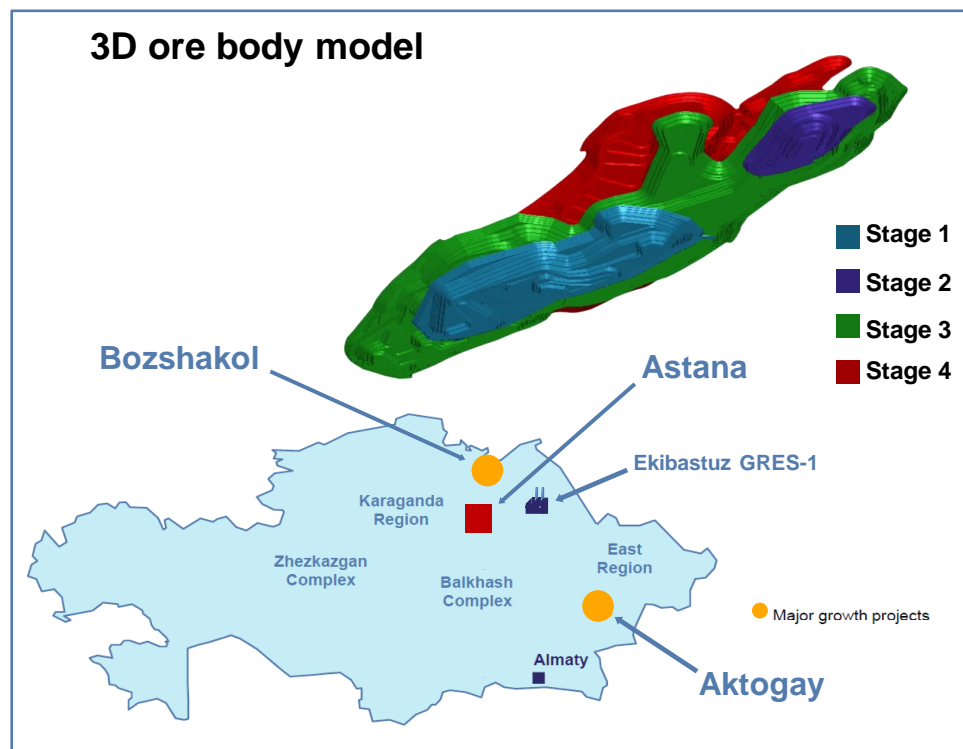 3D ore body model
Stage 1
Stage 2
Stage 3
Stage 4
Bozshakol
Astana
Ekibastuz GRES-1
Karaganda
Region
Zhezkazgan
Complex
Balkhash
Complex
East
Region
Major growth projects
Almaty
Aktogay